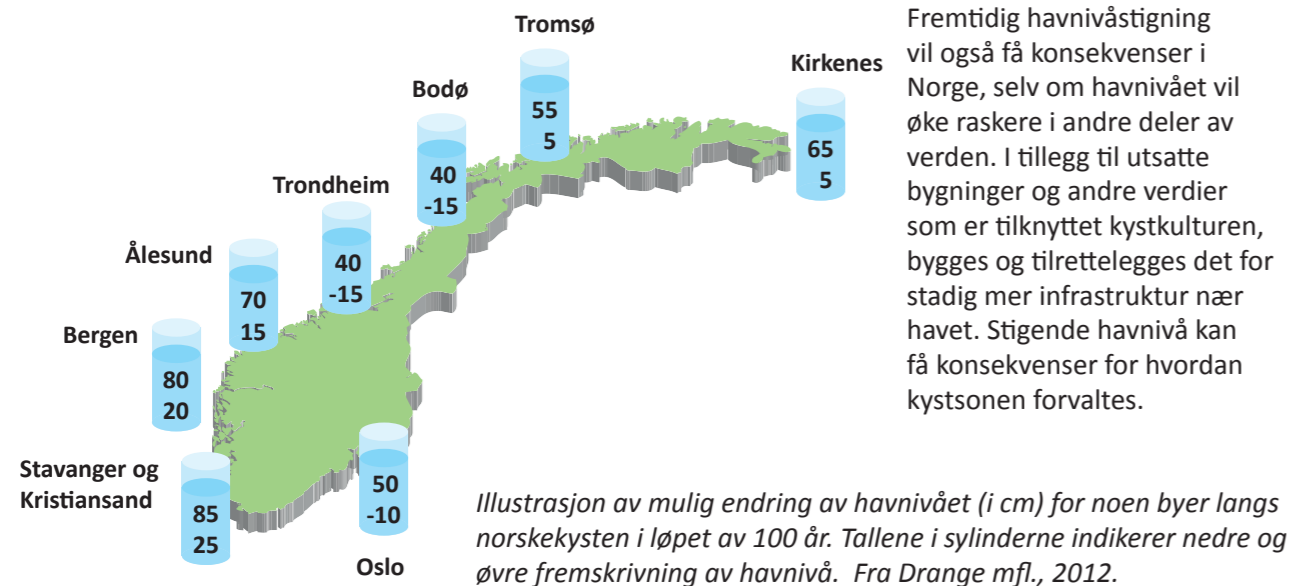 Tromsø
55
5
Kirkenes
65
5
Bodø
40
-15
Trondheim
40
-15
Ålesund
70
15
Bergen
80
20
Stavanger og
Kristiansand
85
25
50
-10
Oslo
Fremtidig havnivåstigning
vil også få konsekvenser i
Norge, selv om havnivået vil
øke raskere i andre deler av
verden. I tillegg til utsatte
bygninger og andre verdier
som er tilknyttet kystkulturen,
bygges og tilrettelegges det for
stadig mer infrastruktur nær
havet. Stigende havnivå kan
få konsekvenser for hvordan
kystsonen forvaltes.
Illustrasjon av mulig endring av havnivået (i cm) for noen byer langs
norskekysten i løpet av 100 år. Tallene i sylinderne indikerer nedre og
øvre fremskrivning av havnivå. Fra Drange mfl., 2012.